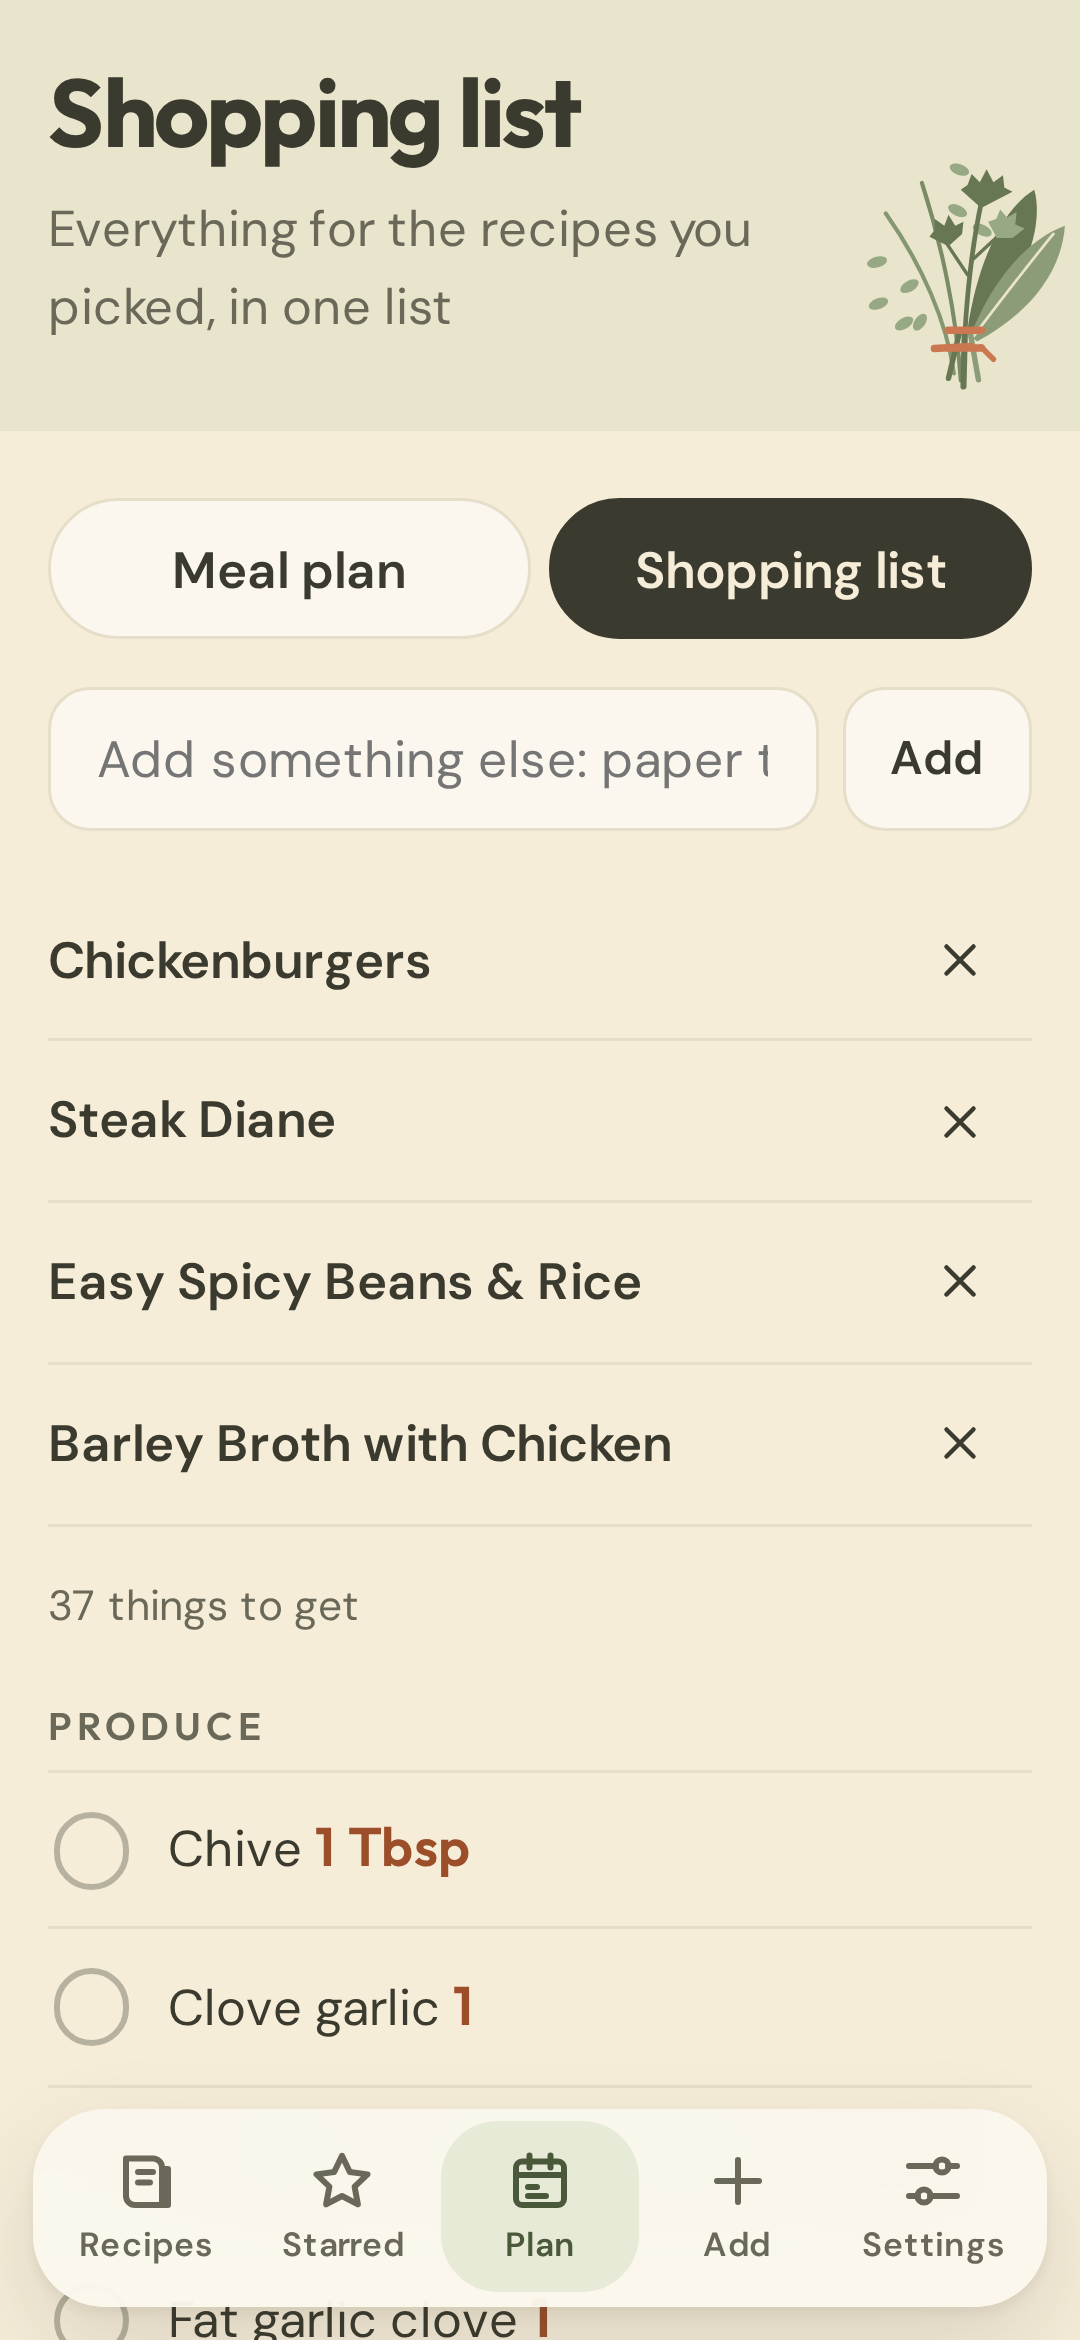 Shopping list
Everything for the recipes you
picked, in one list
Meal plan
Shopping list
Add something else: paper t
Add
Chickenburgers
Steak Diane
Easy Spicy Beans & Rice
Barley Broth with Chicken
37 things to get
PRODUCE
Chive 1 Tbsp
Clove garlic 1
Recipes
Starred
Plan
Add
Settings
Fat garlic clove 1